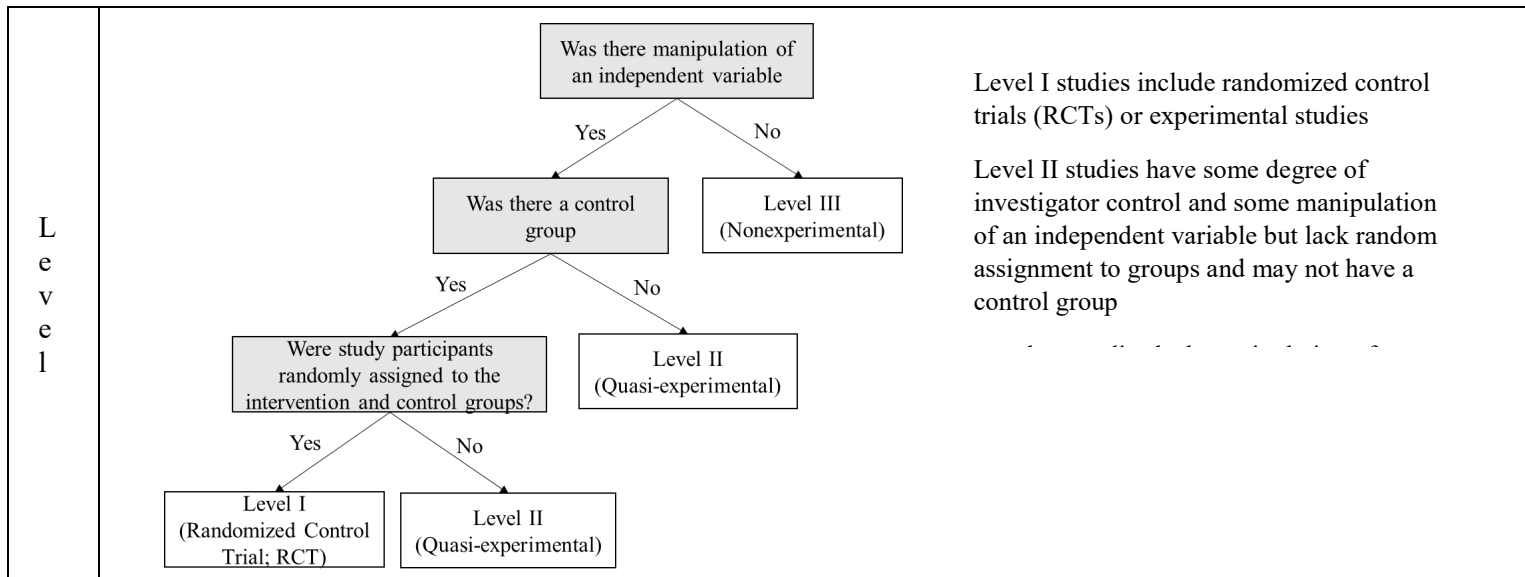 Was there manipulation of
an independent variable
Yes
No
Was there a control
group
Level III
(Nonexperimental)
Yes
No
Were study participants
randomly assigned to the
intervention and control groups?
Level II
(Quasi-experimental)
Yes
No
Level I
(Randomized Control
Trial; RCT)
Level II
(Quasi-experimental)
L
e
v
e
l
Level I studies include randomized control
trials (RCTs) or experimental studies
Level II studies have some degree of
investigator control and some manipulation
of an independent variable but lack random
assignment to groups and may not have a
control group